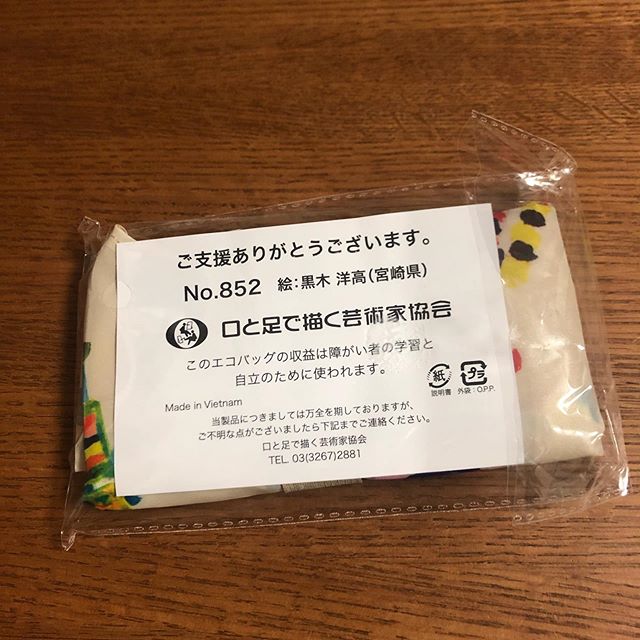 ご支援ありがとうございます。
No.852 絵:黒木 洋高(宮崎県)
口と足で描く芸術家協会
このエコバッグの収益は障がい者の学習と
自立のために使われます。
紙 プラ
説明書 外袋:O.P.P.
Made in Vietnam
当製品につきましては万全を期しておりますが、
ご不明な点がございましたら下記までご連絡ください。
口と足で描く芸術家協会
TEL. 03(3267)2881